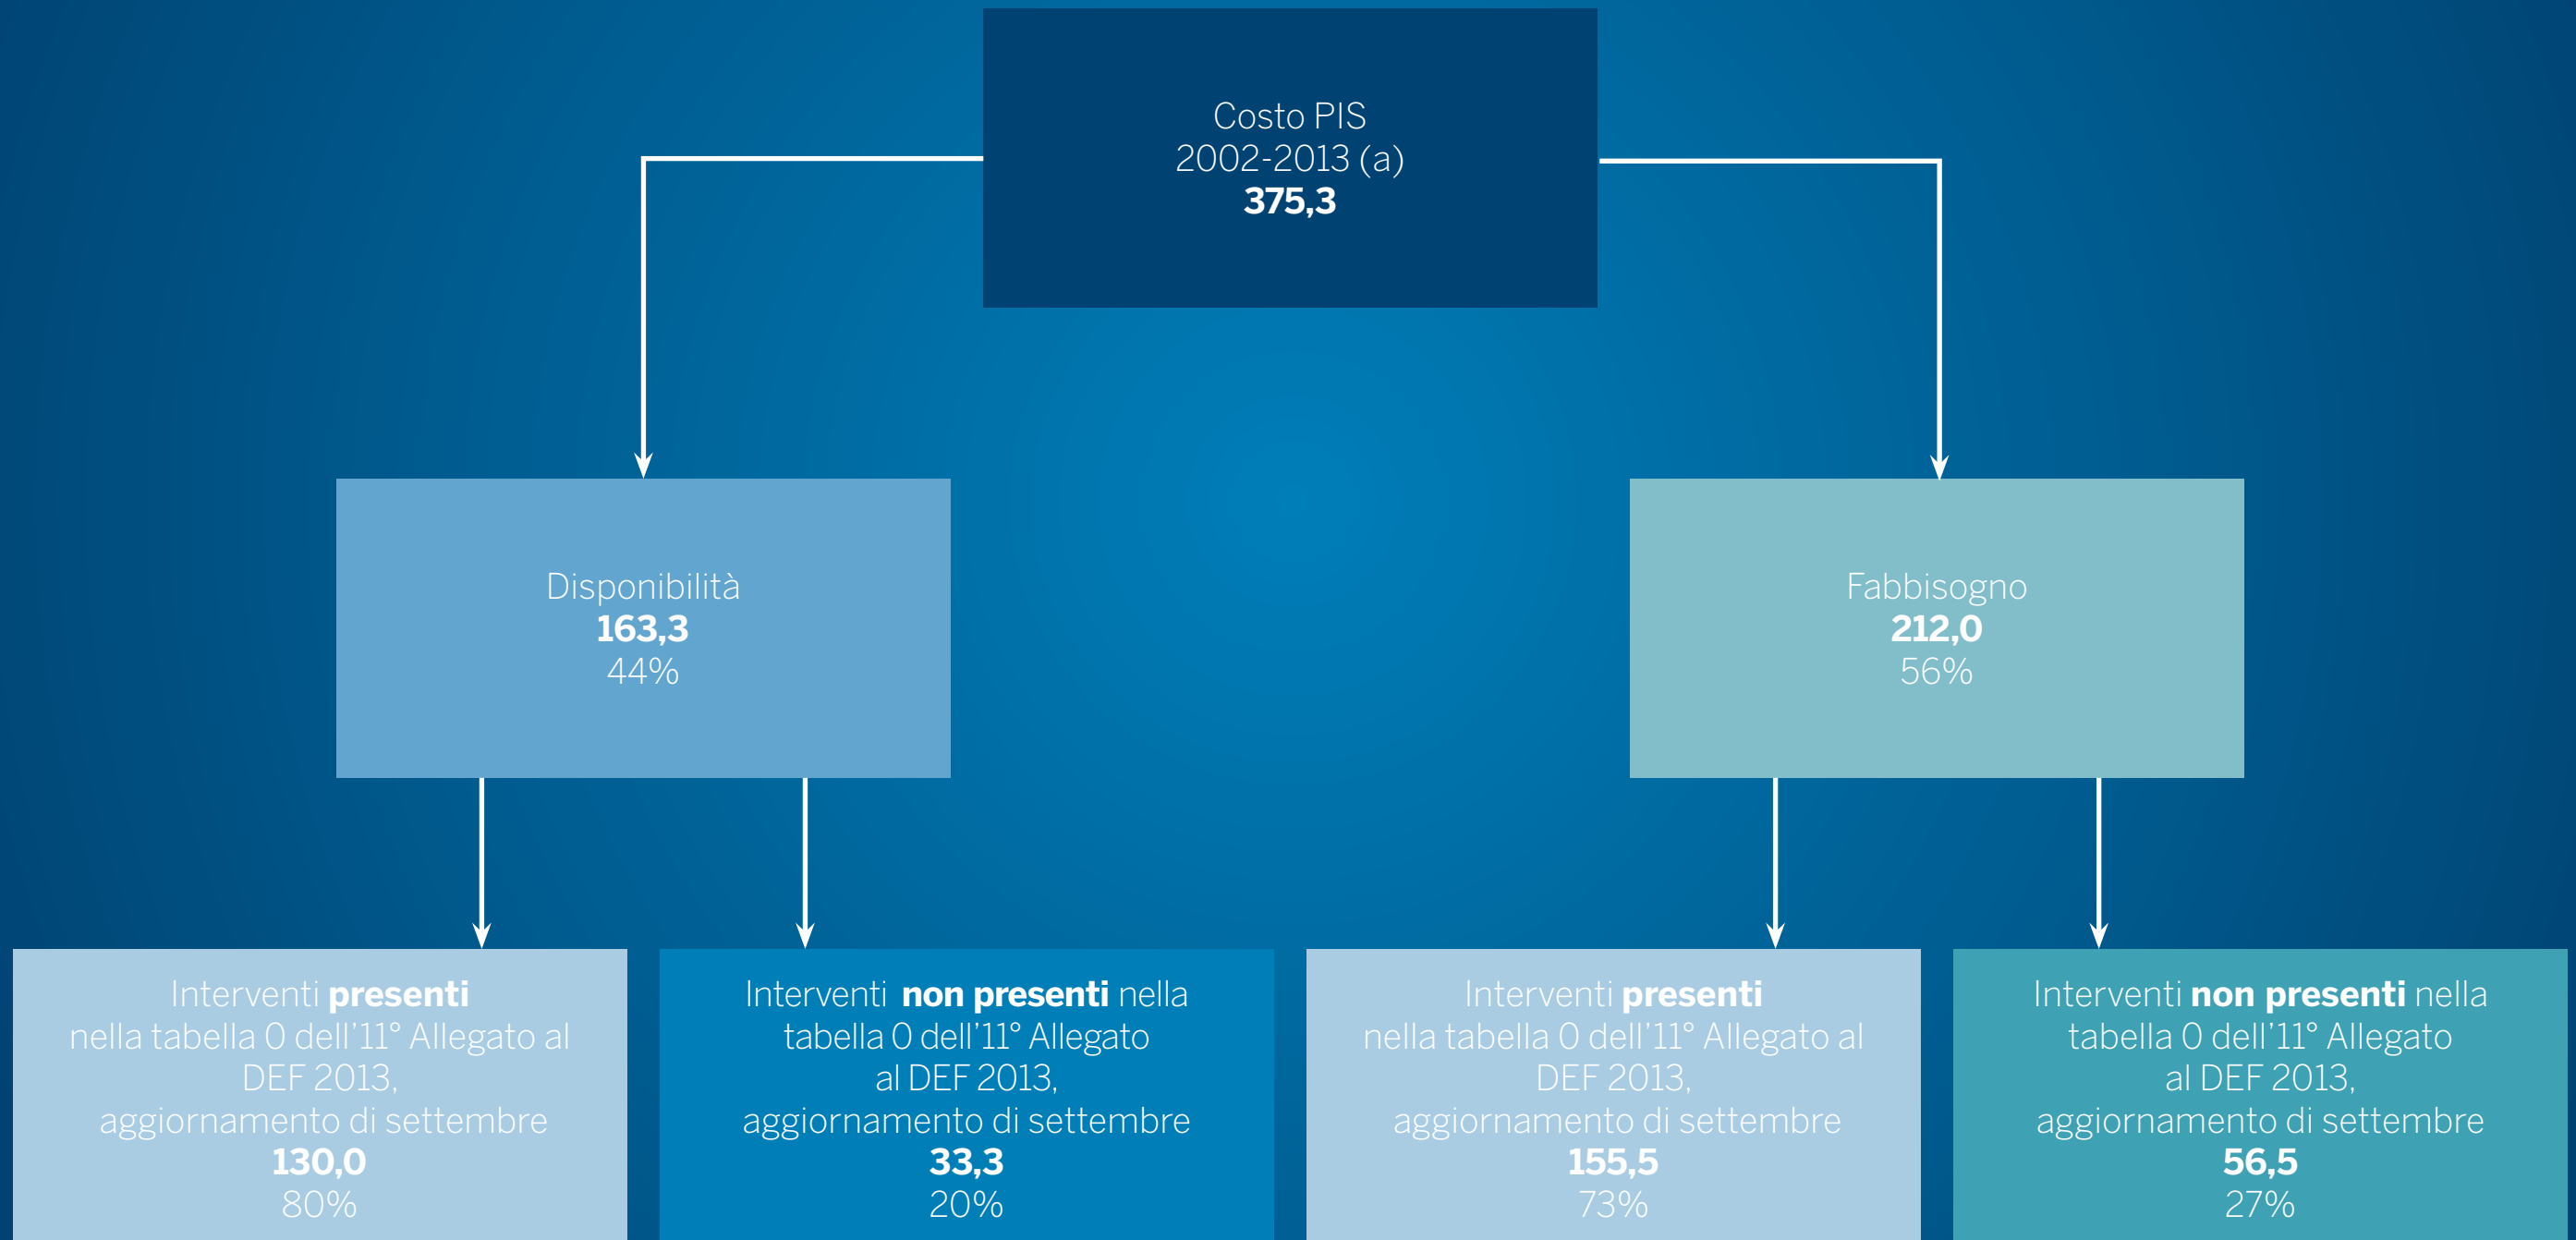 Costo PIS
2002-2013 (a)
375,3
Disponibilità
163,3
44%
Fabbisogno
212,0
56%
Interventi presenti
nella tabella 0 dell'11° Allegato al
DEF 2013,
aggiornamento di settembre
130,0
80%
Interventi non presenti nella
tabella 0 dell'11° Allegato
al DEF 2013,
aggiornamento di settembre
33,3
20%
Interventi presenti
nella tabella 0 dell'11° Allegato al
DEF 2013,
aggiornamento di settembre
155,5
73%
Interventi non presenti nella
tabella 0 dell'11° Allegato
al DEF 2013,
aggiornamento di settembre
56,5
27%